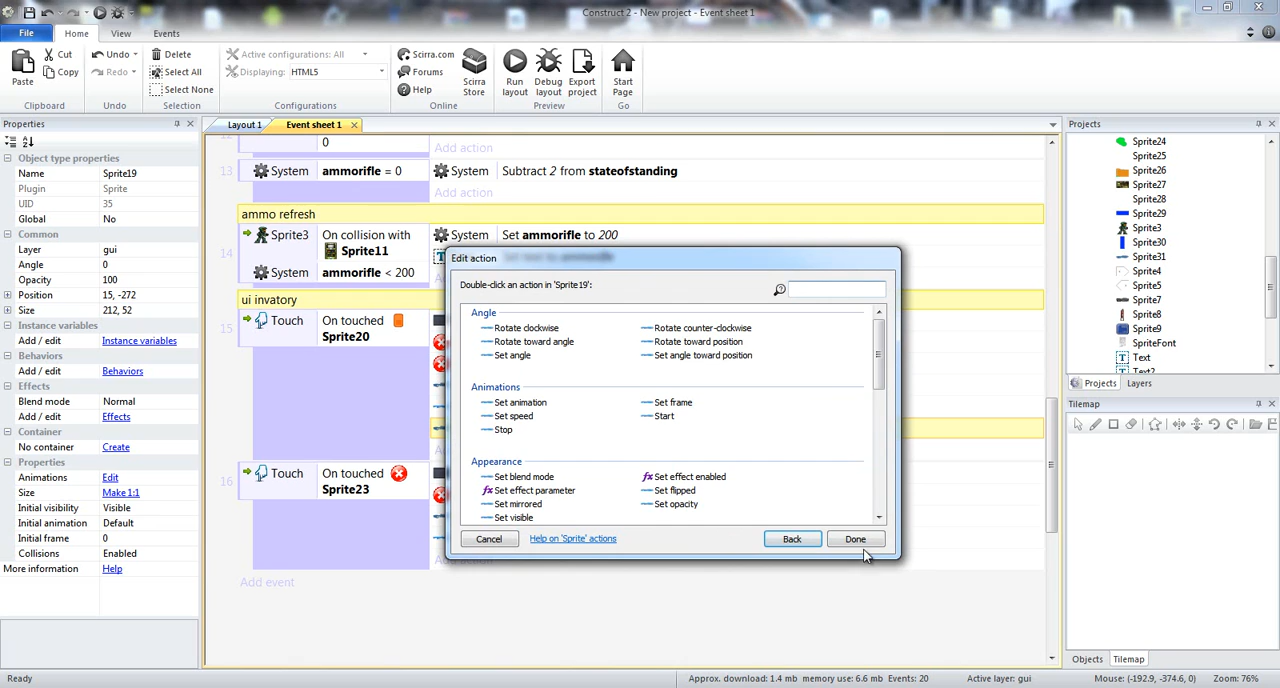 Construct 2 - New project - Event sheet 1
File Home View Events
Paste Cut Copy Clipboard
Undo Redo Undo
Delete Select All Select None Selection
Active configurations: All
Displaying: HTML5
Configurations
Scirra.com Forums Help Scirra Store Online
Run layout Debug layout Export project Preview
Start Page Go
Properties
Object type properties
Name Sprite19
Plugin Sprite
UID 35
Global No
Common
Layer gui
Angle 0
Opacity 100
Position 15, -272
Size 212, 52
Instance variables
Add / edit Instance variables
Behaviors
Add / edit Behaviors
Effects
Blend mode Normal
Add / edit Effects
Container
No container Create
Properties
Animations Edit
Size Make 1:1
Initial visibility Visible
Initial animation Default
Initial frame 0
Collisions Enabled
More information Help
Layout 1 Event sheet 1
0 Add action
13 System ammorifle = 0 System Subtract 2 from stateofstanding
Add action
ammo refresh
14 Sprite3 On collision with Sprite11 System Set ammorifle to 200
System ammorifle < 200
ui invatory
15 Touch On touched Sprite20
16 Touch On touched Sprite23
Add event
Edit action
Double-click an action in 'Sprite19':
Angle
Rotate clockwise Rotate counter-clockwise
Rotate toward angle Rotate toward position
Set angle Set angle toward position
Animations
Set animation Set frame
Set speed Start
Stop
Appearance
Set blend mode Set effect enabled
Set effect parameter Set flipped
Set mirrored Set opacity
Set visible
Cancel Help on 'Sprite' actions Back Done
Projects
Sprite24
Sprite25
Sprite26
Sprite27
Sprite28
Sprite29
Sprite3
Sprite30
Sprite31
Sprite4
Sprite5
Sprite7
Sprite8
Sprite9
SpriteFont
Text
Text2
Projects Layers
Tilemap
Objects Tilemap
Ready Approx. download: 1.4 mb memory use: 6.6 mb Events: 20 Active layer: gui Mouse: (-192.9, -374.6, 0) Zoom: 76%